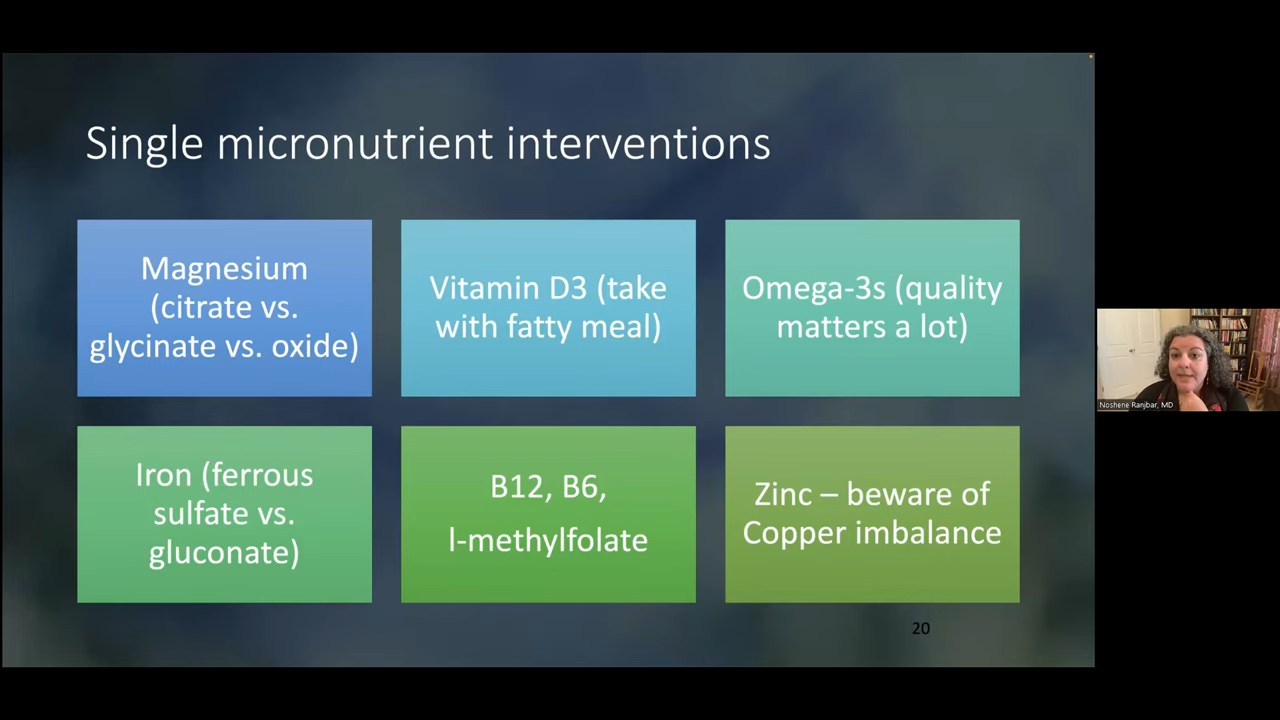 Single micronutrient interventions
Magnesium
(citrate vs.
glycinate vs. oxide)
Vitamin D3 (take
with fatty meal)
Omega-3s (quality
matters a lot)
Iron (ferrous
sulfate vs.
gluconate)
B12, B6,
l-methylfolate
Zinc – beware of
Copper imbalance
20
Noshene Ranjbar, MD